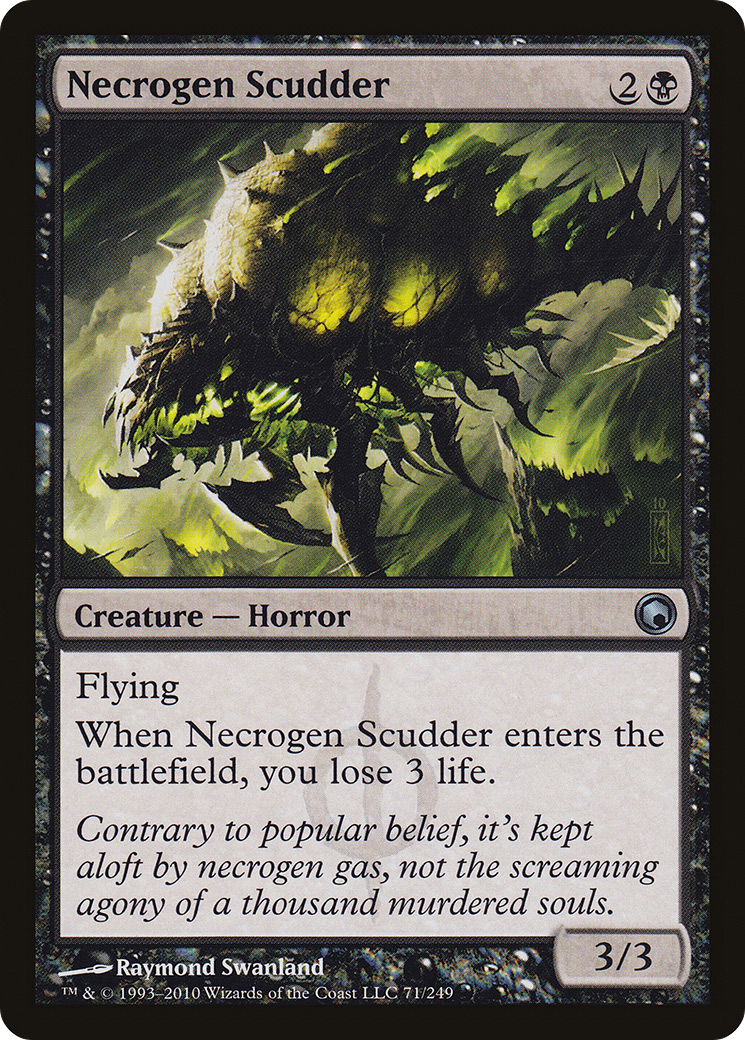 Necrogen Scudder 2
10
Creature — Horror
Flying
When Necrogen Scudder enters the
battlefield, you lose 3 life.
Contrary to popular belief, it's kept
aloft by necrogen gas, not the screaming
agony of a thousand murdered souls.
3/3
Raymond Swanland
™ & © 1993–2010 Wizards of the Coast LLC 71/249